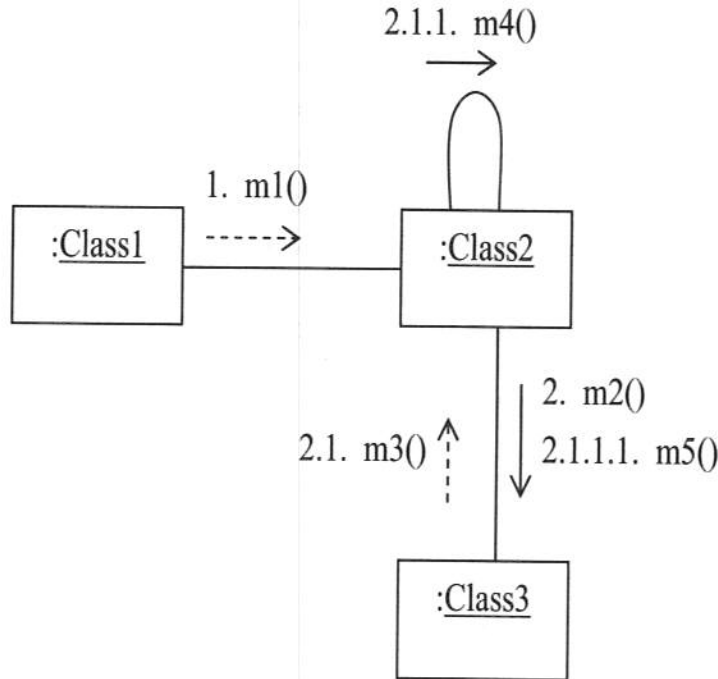 2.1.1. m4()
1. m1()
:Class1
:Class2
2. m2()
2.1. m3()
2.1.1.1. m5()
:Class3